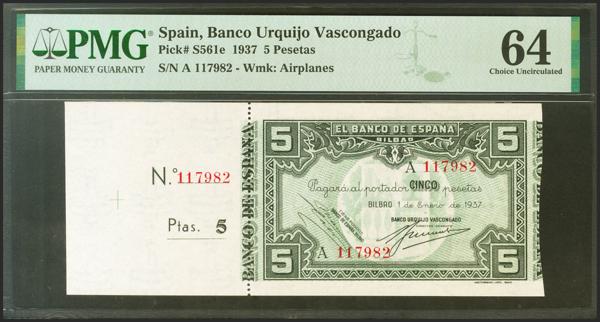 PMG
PAPER MONEY GUARANTY
Spain, Banco Urquijo Vascongado
Pick# S561e 1937 5 Pesetas
S/N A 117982 - Wmk: Airplanes
64
Choice Uncirculated
N.º 117982
Ptas. 5
BANCO DE ESPAÑA
5
5
EL BANCO DE ESPAÑA
BILBAO
A 117982
Pagará al portador CINCO pesetas
BILBAO 1 de Enero de 1937
BANCO URQUIJO VASCONGADO
A 117982
5
5